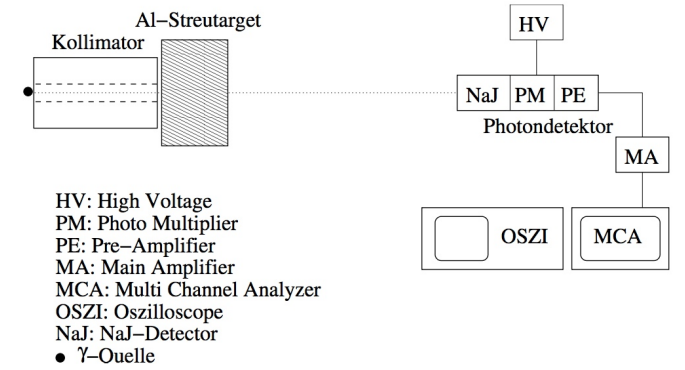 Al−Streutarget
HV
Kollimator
NaJ PM PE
Photondetektor
MA
OSZI MCA
HV: High Voltage
PM: Photo Multiplier
PE: Pre−Amplifier
MA: Main Amplifier
MCA: Multi Channel Analyzer
OSZI: Oszilloscope
NaJ: NaJ−Detector
γ−Quelle